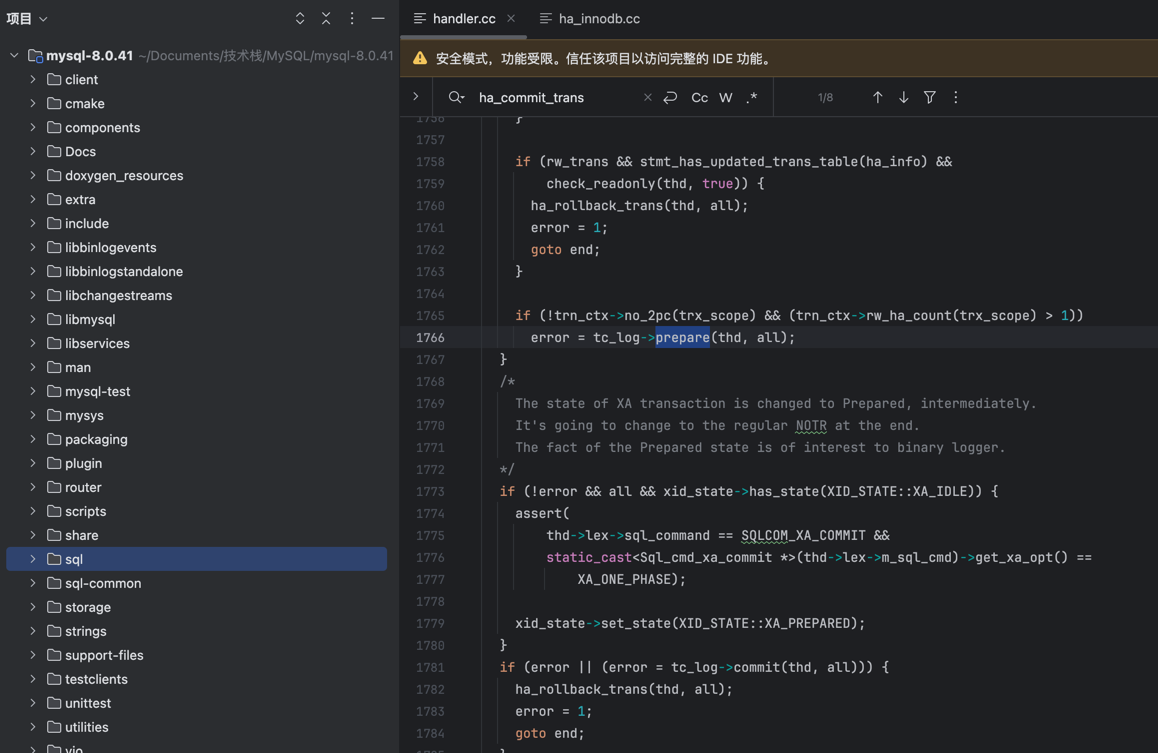 项目
mysql-8.0.41 ~/Documents/技术栈/MySQL/mysql-8.0.41
client
cmake
components
Docs
doxygen_resources
extra
include
libbinlogevents
libbinlogstandalone
libchangestreams
libmysql
libservices
man
mysql-test
mysys
packaging
plugin
router
scripts
share
sql
sql-common
storage
strings
support-files
testclients
unittest
utilities
vio
handler.cc
ha_innodb.cc
安全模式，功能受限。信任该项目以访问完整的 IDE 功能。
ha_commit_trans Cc W .* 1/8
1756 }
1757
1758 if (rw_trans && stmt_has_updated_trans_table(ha_info) &&
1759 check_readonly(thd, true)) {
1760 ha_rollback_trans(thd, all);
1761 error = 1;
1762 goto end;
1763 }
1764
1765 if (!trn_ctx->no_2pc(trx_scope) && (trn_ctx->rw_ha_count(trx_scope) > 1))
1766 error = tc_log->prepare(thd, all);
1767 }
1768 /*
1769 The state of XA transaction is changed to Prepared, intermediately.
1770 It's going to change to the regular NOTR at the end.
1771 The fact of the Prepared state is of interest to binary logger.
1772 */
1773 if (!error && all && xid_state->has_state(XID_STATE::XA_IDLE)) {
1774 assert(
1775 thd->lex->sql_command == SQLCOM_XA_COMMIT &&
1776 static_cast<Sql_cmd_xa_commit *>(thd->lex->m_sql_cmd)->get_xa_opt() ==
1777 XA_ONE_PHASE);
1778
1779 xid_state->set_state(XID_STATE::XA_PREPARED);
1780 }
1781 if (error || (error = tc_log->commit(thd, all))) {
1782 ha_rollback_trans(thd, all);
1783 error = 1;
1784 goto end;